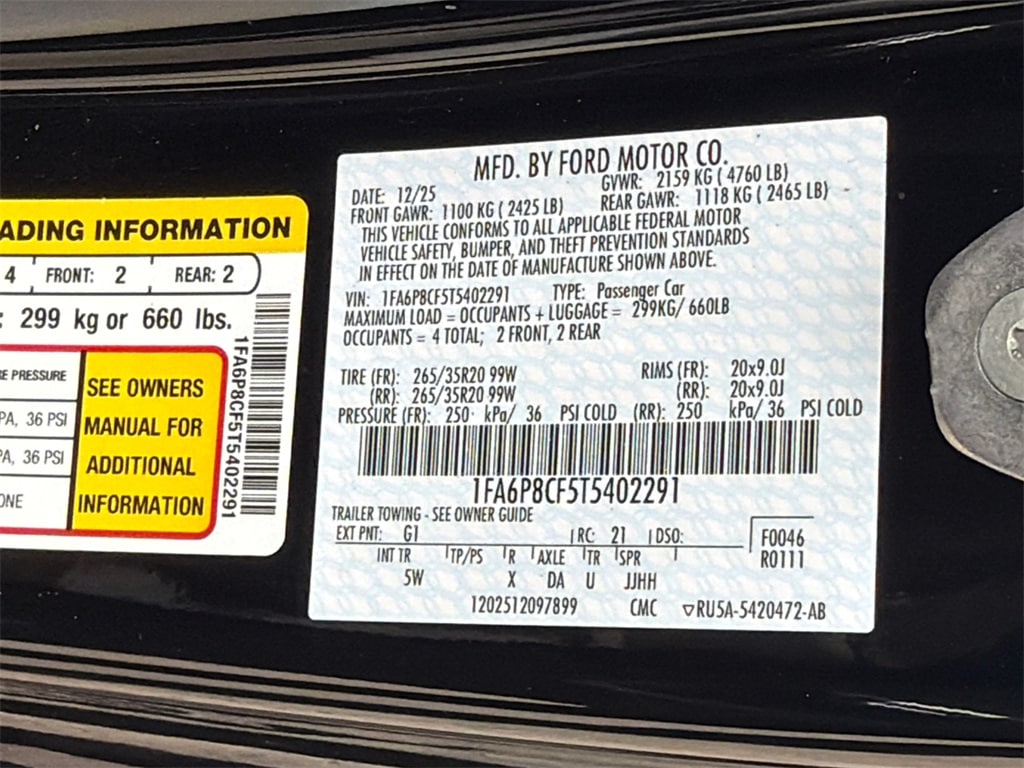 ADING INFORMATION
4 FRONT: 2 REAR: 2
: 299 kg or 660 lbs.
E PRESSURE
PA, 36 PSI
PA, 36 PSI
ONE
SEE OWNERS
MANUAL FOR
ADDITIONAL
INFORMATION
1FA6P8CF5T5402291
MFD. BY FORD MOTOR CO.
DATE: 12/25 GVWR: 2159 KG ( 4760 LB)
FRONT GAWR: 1100 KG ( 2425 LB) REAR GAWR: 1118 KG ( 2465 LB)
THIS VEHICLE CONFORMS TO ALL APPLICABLE FEDERAL MOTOR
VEHICLE SAFETY, BUMPER, AND THEFT PREVENTION STANDARDS
IN EFFECT ON THE DATE OF MANUFACTURE SHOWN ABOVE.
VIN: 1FA6P8CF5T5402291 TYPE: Passenger Car
MAXIMUM LOAD = OCCUPANTS + LUGGAGE = 299KG/ 660LB
OCCUPANTS = 4 TOTAL; 2 FRONT, 2 REAR
TIRE (FR): 265/35R20 99W RIMS (FR): 20x9.0J
(RR): 265/35R20 99W (RR): 20x9.0J
PRESSURE (FR): 250 kPa/ 36 PSI COLD (RR): 250 kPa/ 36 PSI COLD
1FA6P8CF5T5402291
TRAILER TOWING - SEE OWNER GUIDE
EXT PNT: G1 RC: 21 DSO: F0046
R0111
INT TR TP/PS R AXLE TR SPR
5W X DA U JJHH
1202512097899 CMC ▽RU5A-5420472-AB